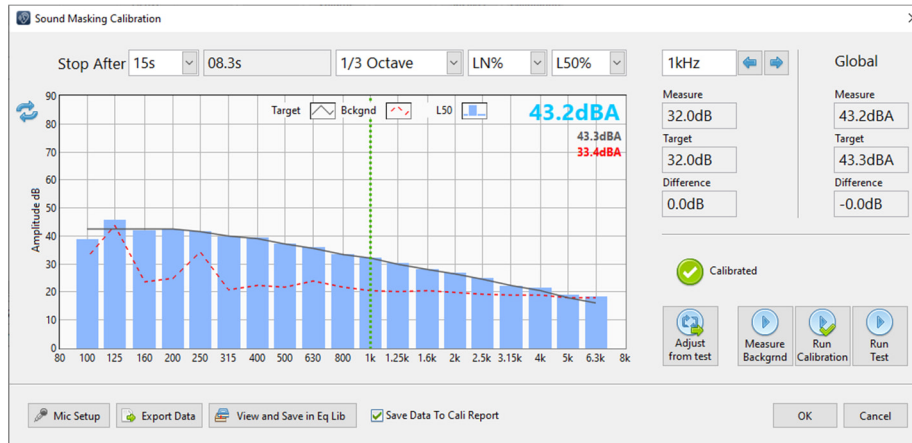 Sound Masking Calibration
Stop After 15s 08.3s 1/3 Octave LN% L50% 1kHz Global
Target Bckgnd L50 43.2dBA
43.3dBA
33.4dBA
Amplitude dB
90
80
70
60
50
40
30
20
10
0
80 100 125 160 200 250 315 400 500 630 800 1k 1.25k 1.6k 2k 2.5k 3.15k 4k 5k 6.3k 8k
Measure Measure
32.0dB 43.2dBA
Target Target
32.0dB 43.3dBA
Difference Difference
0.0dB -0.0dB
Calibrated
Adjust
from test
Measure
Backgrnd
Run
Calibration
Run
Test
Mic Setup Export Data View and Save in Eq Lib Save Data To Cali Report OK Cancel